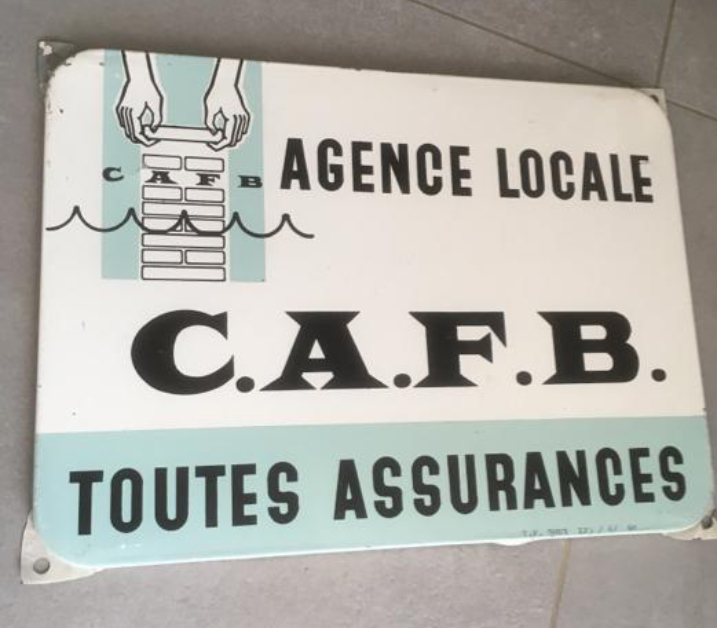 C A F B
AGENCE LOCALE
C.A.F.B.
TOUTES ASSURANCES